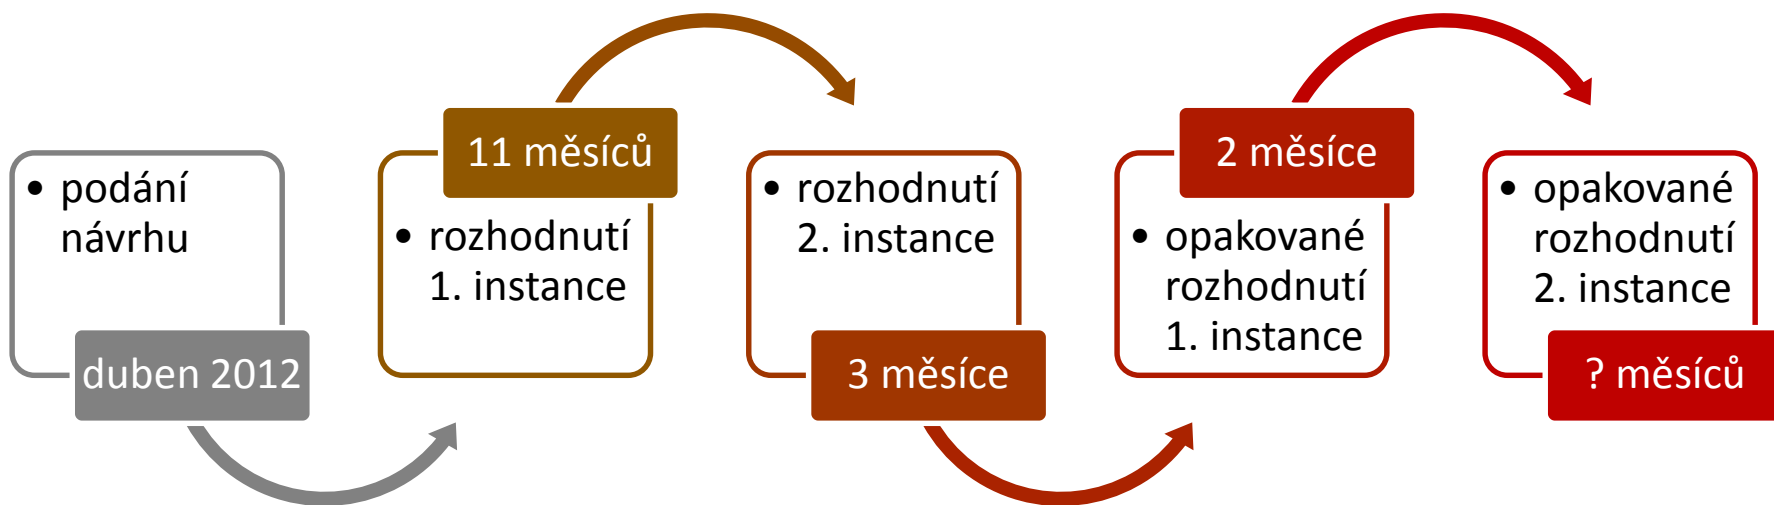 • podání
návrhu
duben 2012
11 měsíců
• rozhodnutí
1. instance
• rozhodnutí
2. instance
3 měsíce
2 měsíce
• opakované
rozhodnutí
1. instance
• opakované
rozhodnutí
2. instance
? měsíců